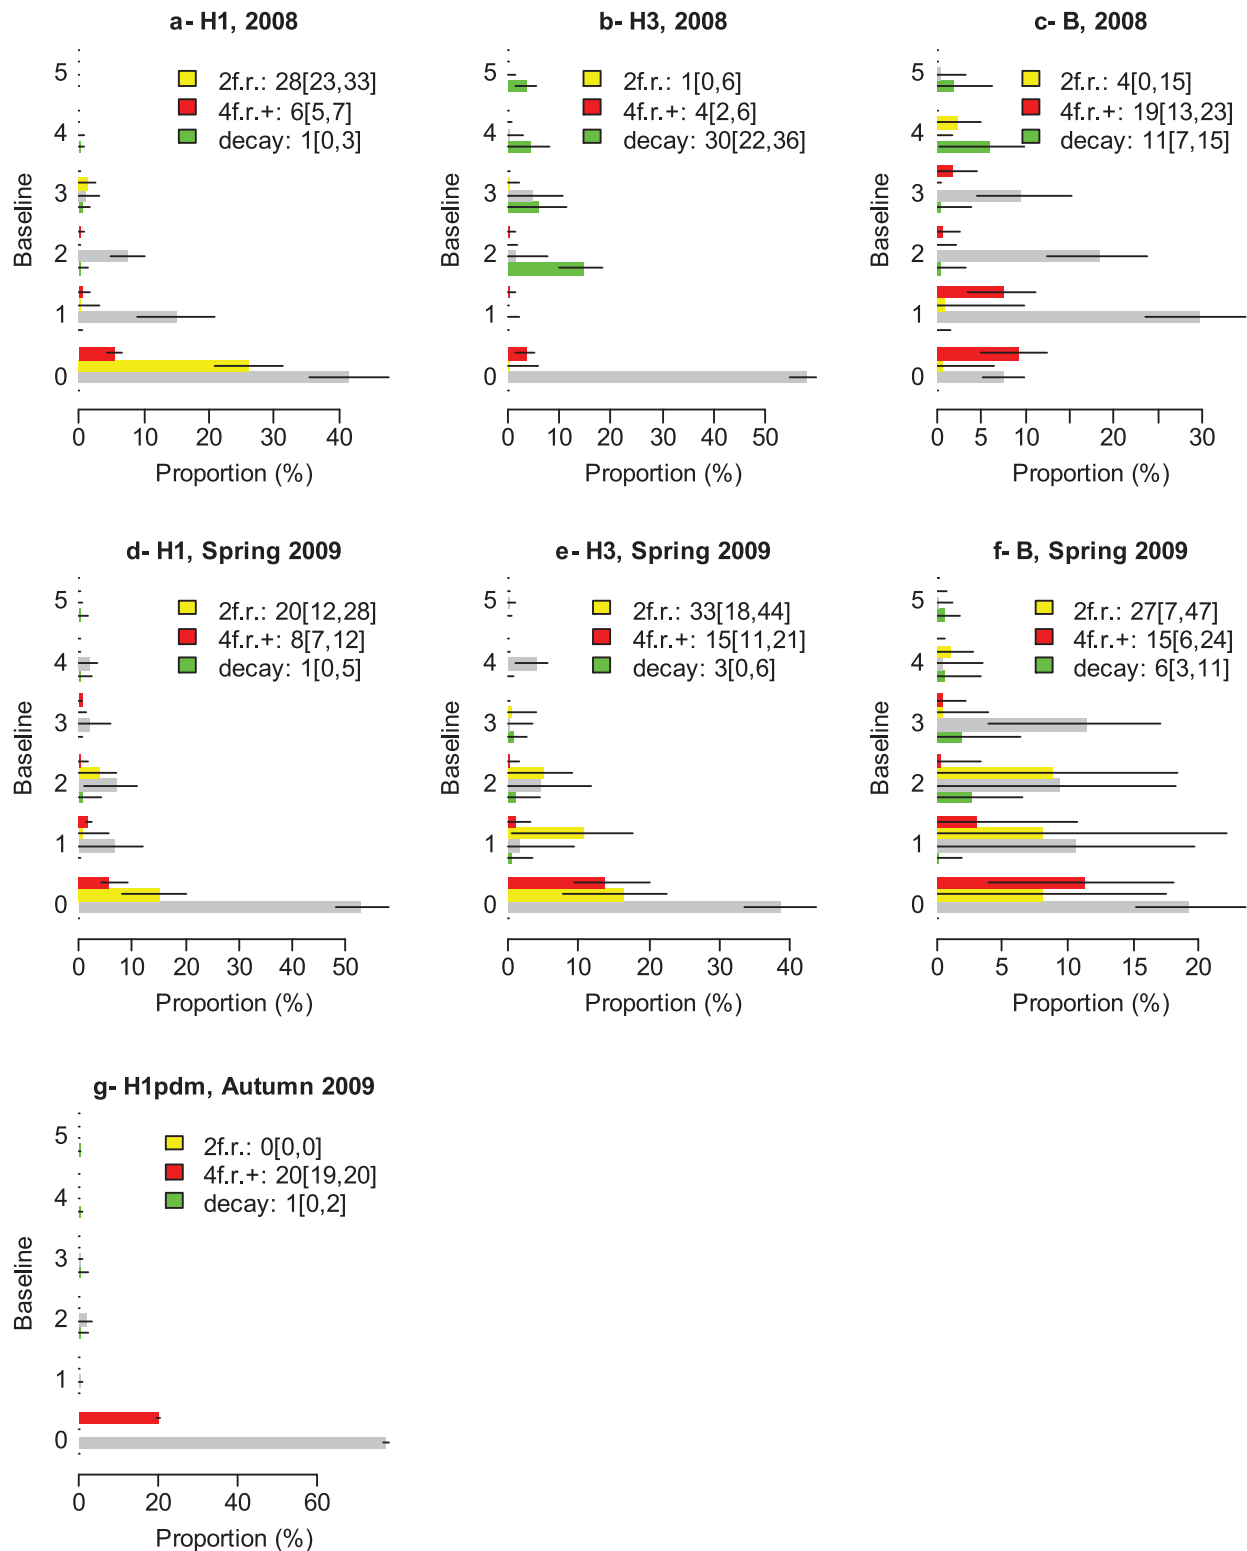 a- H1, 2008
2f.r.: 28[23,33]
4f.r.+: 6[5,7]
decay: 1[0,3]
Baseline
5
4
3
2
1
0
0 10 20 30 40
Proportion (%)
b- H3, 2008
2f.r.: 1[0,6]
4f.r.+: 4[2,6]
decay: 30[22,36]
Baseline
5
4
3
2
1
0
0 10 20 30 40 50
Proportion (%)
c- B, 2008
2f.r.: 4[0,15]
4f.r.+: 19[13,23]
decay: 11[7,15]
Baseline
5
4
3
2
1
0
0 5 10 20 30
Proportion (%)
d- H1, Spring 2009
2f.r.: 20[12,28]
4f.r.+: 8[7,12]
decay: 1[0,5]
Baseline
5
4
3
2
1
0
0 10 20 30 40 50
Proportion (%)
e- H3, Spring 2009
2f.r.: 33[18,44]
4f.r.+: 15[11,21]
decay: 3[0,6]
Baseline
5
4
3
2
1
0
0 10 20 30 40
Proportion (%)
f- B, Spring 2009
2f.r.: 27[7,47]
4f.r.+: 15[6,24]
decay: 6[3,11]
Baseline
5
4
3
2
1
0
0 5 10 15 20
Proportion (%)
g- H1pdm, Autumn 2009
2f.r.: 0[0,0]
4f.r.+: 20[19,20]
decay: 1[0,2]
Baseline
5
4
3
2
1
0
0 20 40 60
Proportion (%)